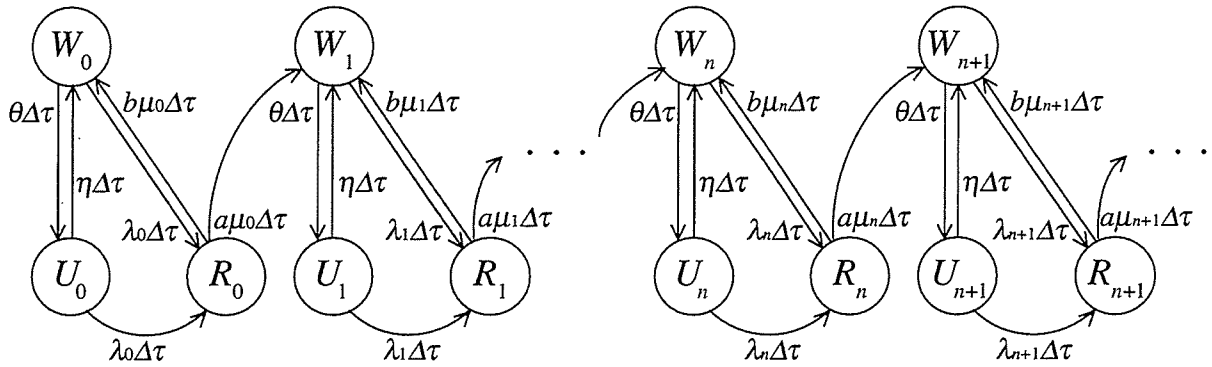 W₀ W₁ Wₙ Wₙ₊₁
θΔτ bμ₀Δτ θΔτ bμ₁Δτ θΔτ bμₙΔτ θΔτ bμₙ₊₁Δτ
. . . . . .
ηΔτ ηΔτ ηΔτ ηΔτ
λ₀Δτ aμ₀Δτ λ₁Δτ aμ₁Δτ λₙΔτ aμₙΔτ λₙ₊₁Δτ aμₙ₊₁Δτ
U₀ R₀ U₁ R₁ Uₙ Rₙ Uₙ₊₁ Rₙ₊₁
λ₀Δτ λ₁Δτ λₙΔτ λₙ₊₁Δτ